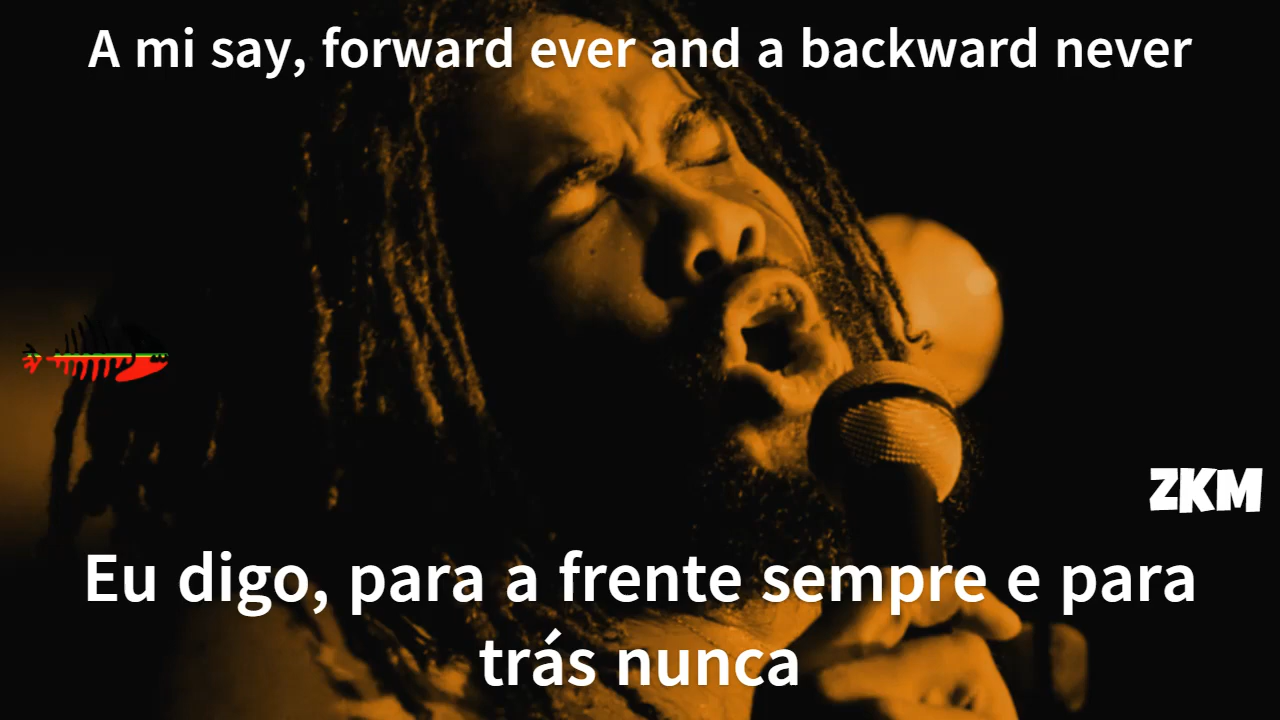 A mi say, forward ever and a backward never
ZKM
Eu digo, para a frente sempre e para
trás nunca